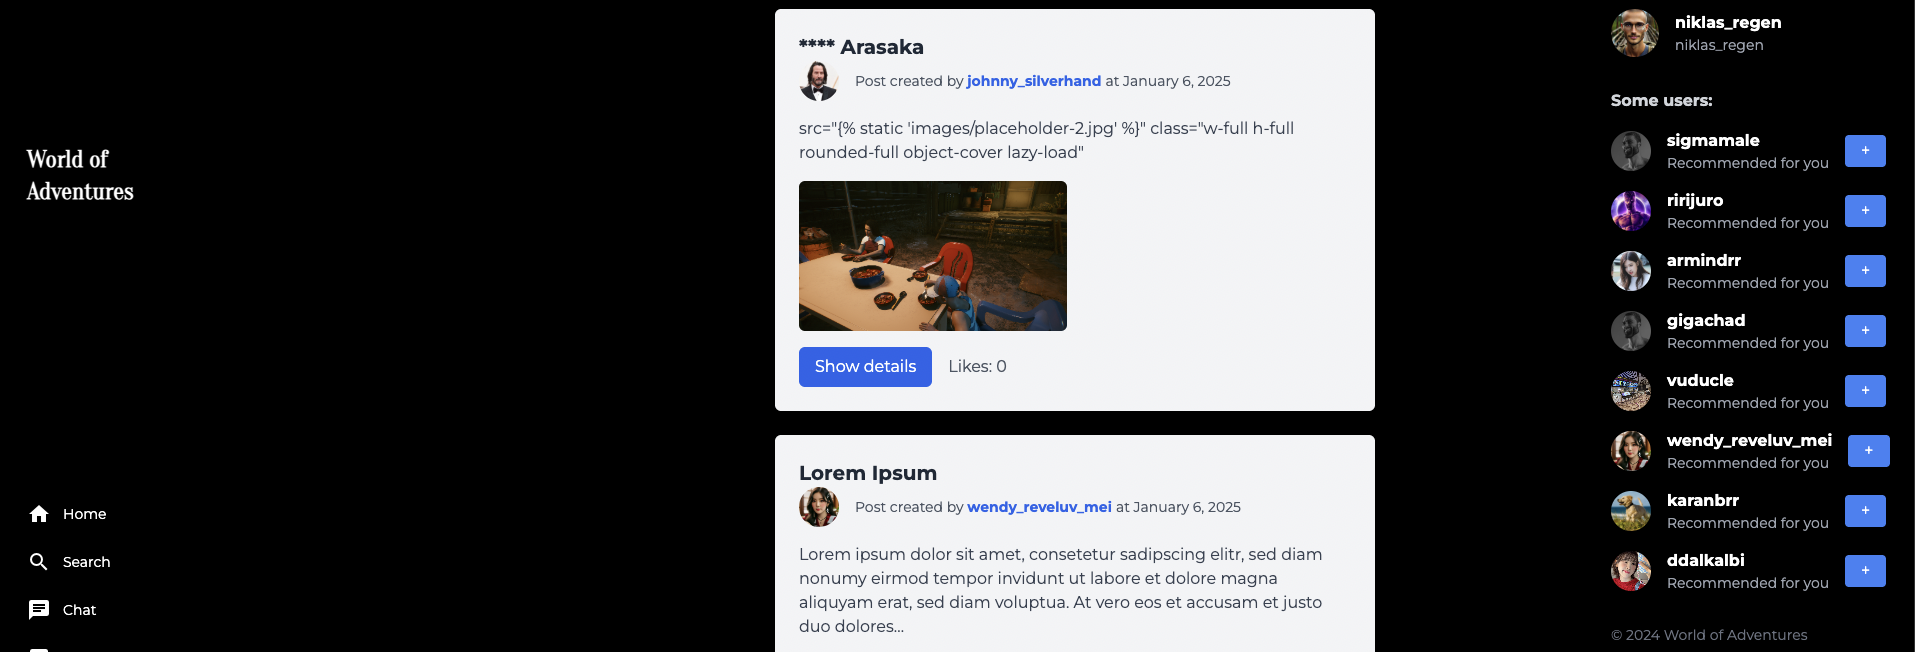 World of
Adventures
Home
Search
Chat
**** Arasaka
Post created by johnny_silverhand at January 6, 2025
src="{% static 'images/placeholder-2.jpg' %}" class="w-full h-full
rounded-full object-cover lazy-load"
Show details
Likes: 0
Lorem Ipsum
Post created by wendy_reveluv_mei at January 6, 2025
Lorem ipsum dolor sit amet, consetetur sadipscing elitr, sed diam
nonumy eirmod tempor invidunt ut labore et dolore magna
aliquyam erat, sed diam voluptua. At vero eos et accusam et justo
duo dolores...
niklas_regen
niklas_regen
Some users:
sigmamale
Recommended for you
+
ririjuro
Recommended for you
+
armindrr
Recommended for you
+
gigachad
Recommended for you
+
vuducle
Recommended for you
+
wendy_reveluv_mei
Recommended for you
+
karanbrr
Recommended for you
+
ddalkalbi
Recommended for you
+
© 2024 World of Adventures